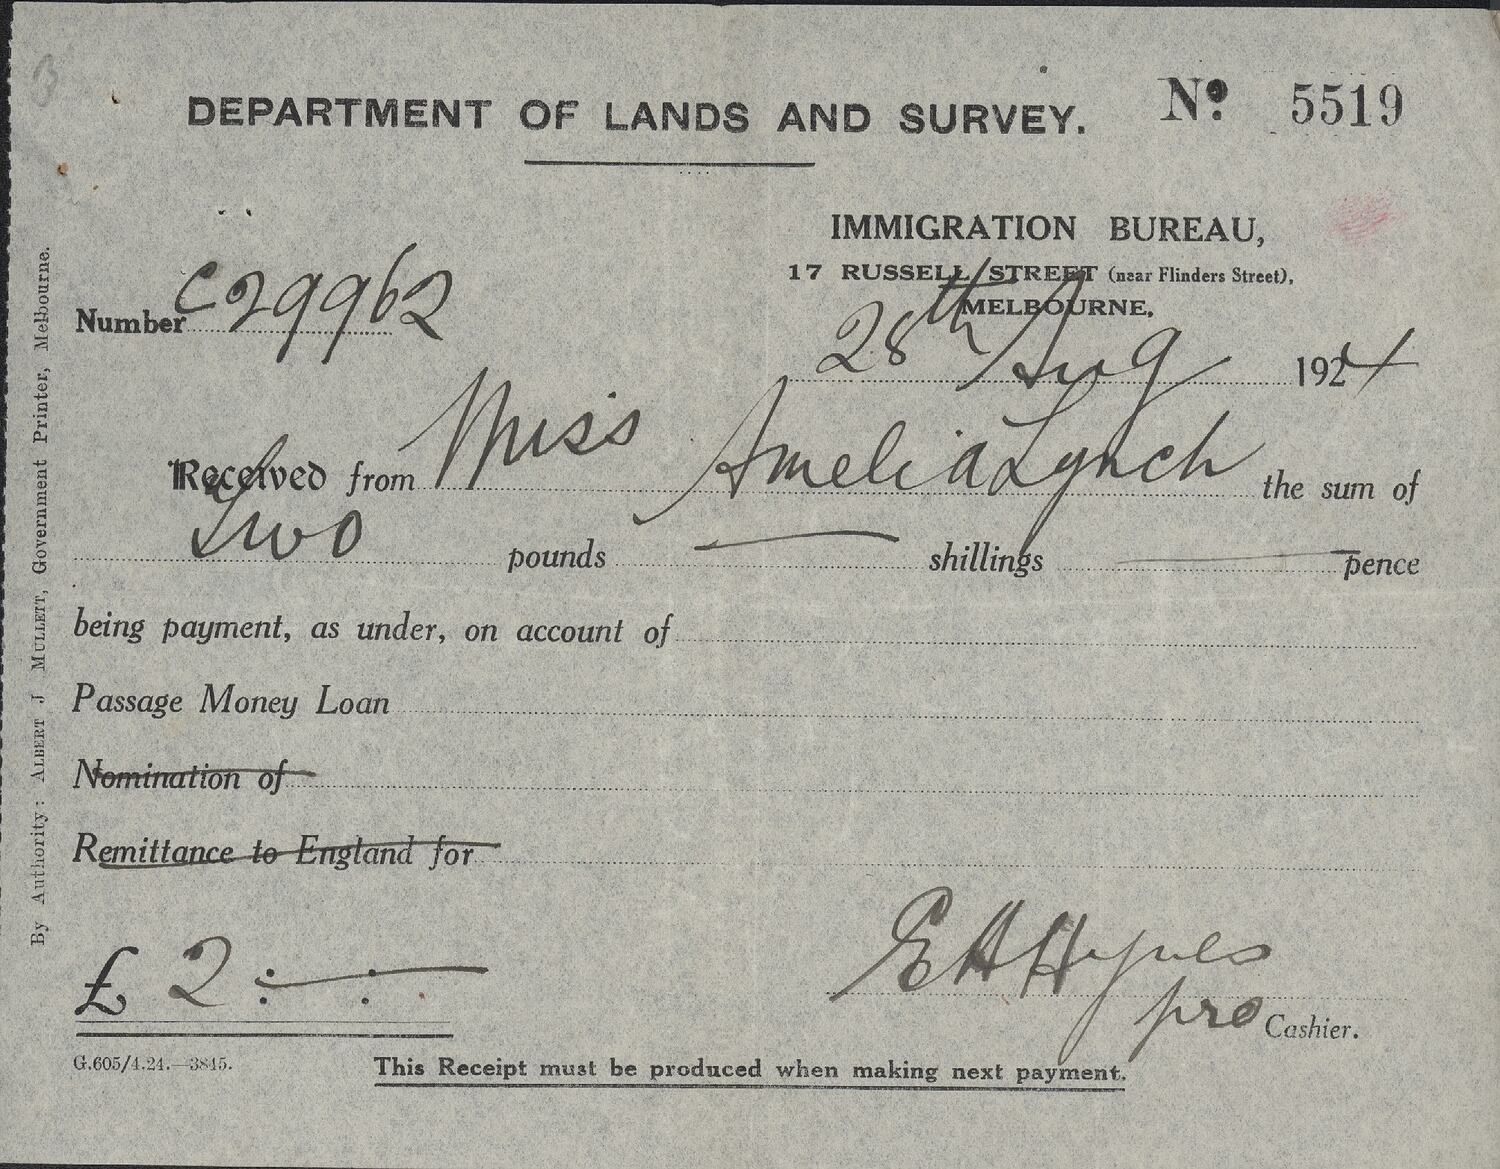 DEPARTMENT OF LANDS AND SURVEY. No. 5519
IMMIGRATION BUREAU,
17 RUSSELL STREET (near Flinders Street),
MELBOURNE.
Number C29962
28th Aug 1924
Received from Miss Amelia Lynch the sum of
Two pounds — shillings — pence
being payment, as under, on account of
Passage Money Loan
Nomination of
Remittance to England for
£ 2 : — :
E H Hynes
pro Cashier.
G.605/4.24.—3845.
This Receipt must be produced when making next payment.
By Authority: ALBERT J MULLETT, Government Printer, Melbourne.